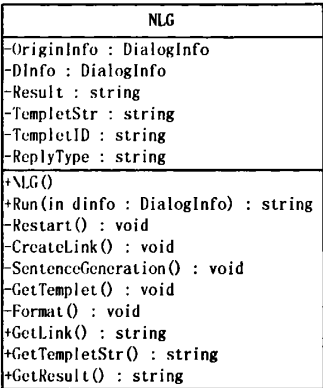 NLG
-OriginInfo : DialogInfo
-DInfo : DialogInfo
-Result : string
-TempletStr : string
-TempletID : string
-ReplyType : string
+NLG()
+Run(in dinfo : DialogInfo) : string
-Restart() : void
-CreateLink() : void
-SentenceGeneration() : void
-GetTemplet() : void
-Format() : void
+GetLink() : string
+GetTempletStr() : string
+GetResult() : string